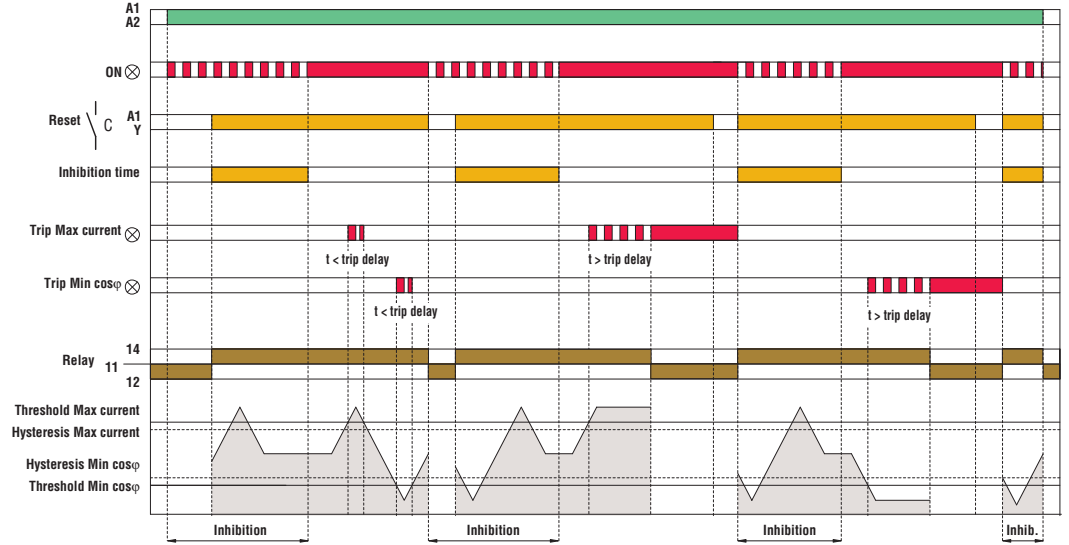 A1
A2
ON
Reset C A1
Y
Inhibition time
Trip Max current
t < trip delay t > trip delay
Trip Min cosφ
t < trip delay t > trip delay
Relay 11 14
12
Threshold Max current
Hysteresis Max current
Hysteresis Min cosφ
Threshold Min cosφ
Inhibition Inhibition Inhibition Inhib.